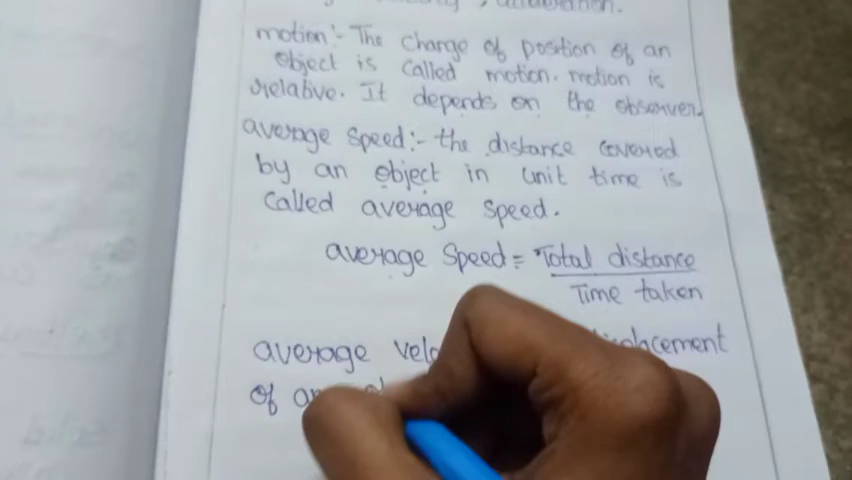 motion:- The change of position of an
object is called motion. motion is
relative. It depends on the observer.
average speed:- the distance covered
by an object in unit time is
called average speed.
average speed = Total distance
Time taken
average displacement
of